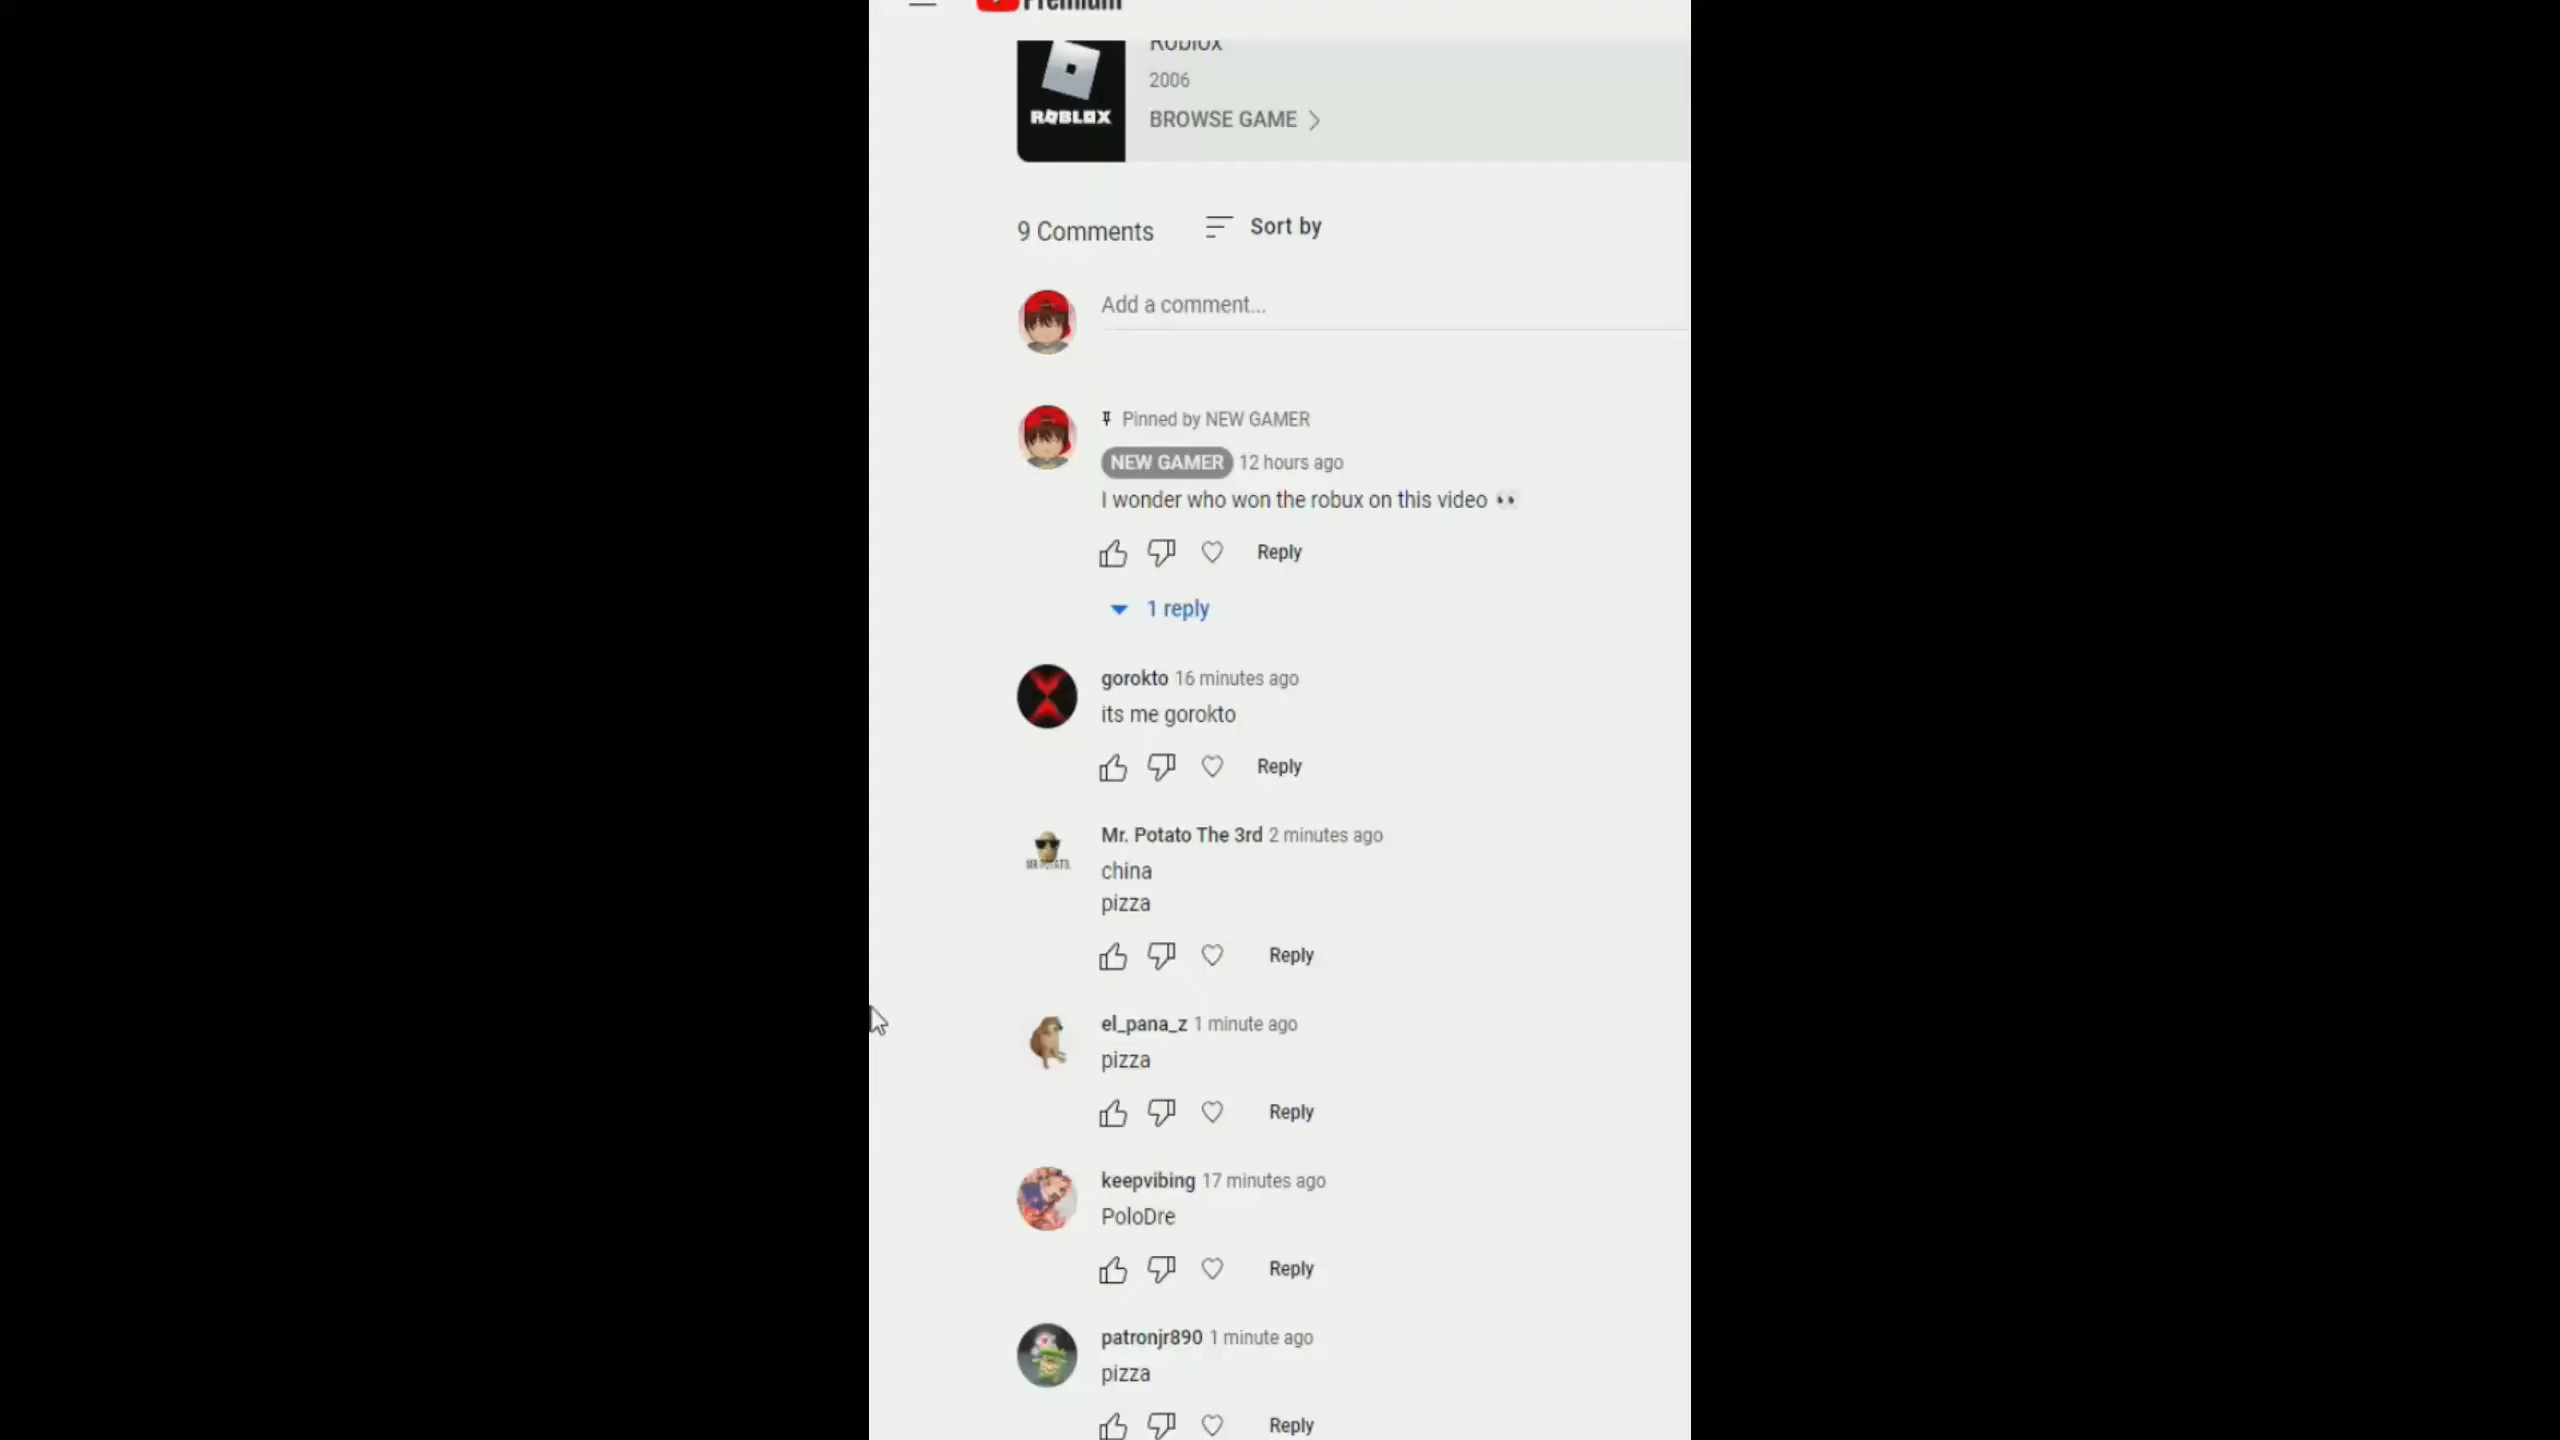 Premium
Roblox
2006
BROWSE GAME
ROBLOX
9 Comments
Sort by
Add a comment...
Pinned by NEW GAMER
NEW GAMER 12 hours ago
I wonder who won the robux on this video 👀
Reply
1 reply
gorokto 16 minutes ago
its me gorokto
Reply
Mr. Potato The 3rd 2 minutes ago
china
pizza
Reply
el_pana_z 1 minute ago
pizza
Reply
keepvibing 17 minutes ago
PoloDre
Reply
patronjr890 1 minute ago
pizza
Reply